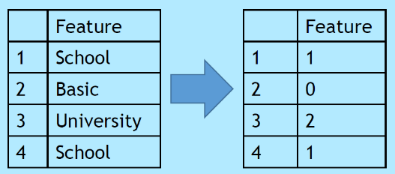 Feature
1 School
2 Basic
3 University
4 School
Feature
1 1
2 0
3 2
4 1